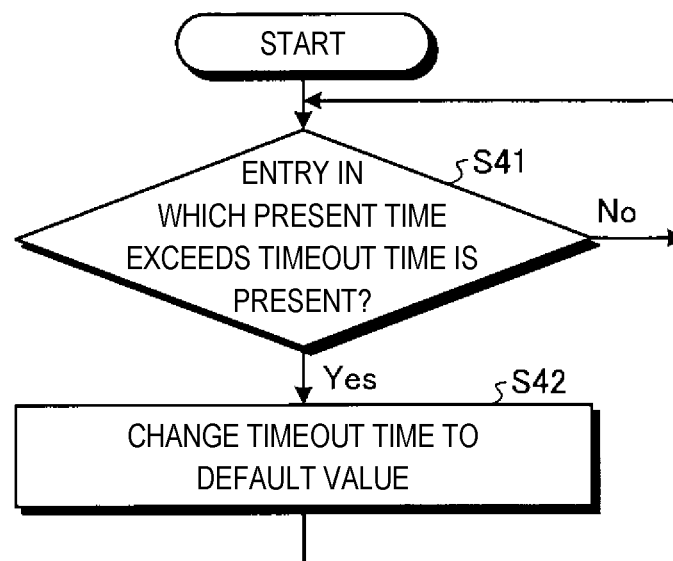 START
S41
ENTRY IN
WHICH PRESENT TIME
EXCEEDS TIMEOUT TIME IS
PRESENT?
No
Yes
S42
CHANGE TIMEOUT TIME TO
DEFAULT VALUE